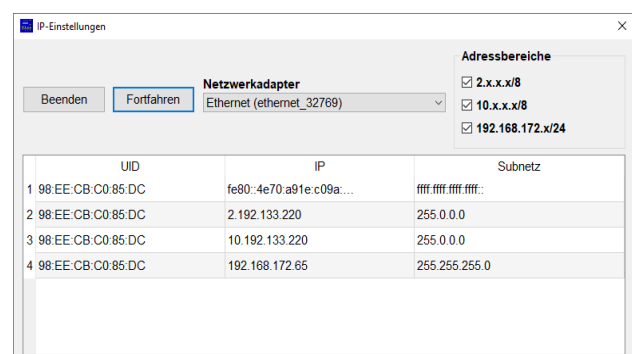 IP-Einstellungen
Adressbereiche
Netzwerkadapter
2.x.x.x/8
Beenden Fortfahren Ethernet (ethernet_32769)
10.x.x.x/8
192.168.172.x/24
UID IP Subnetz
1 98:EE:CB:C0:85:DC fe80::4e70:a91e:c09a:... ffff:ffff:ffff:ffff::
2 98:EE:CB:C0:85:DC 2.192.133.220 255.0.0.0
3 98:EE:CB:C0:85:DC 10.192.133.220 255.0.0.0
4 98:EE:CB:C0:85:DC 192.168.172.65 255.255.255.0